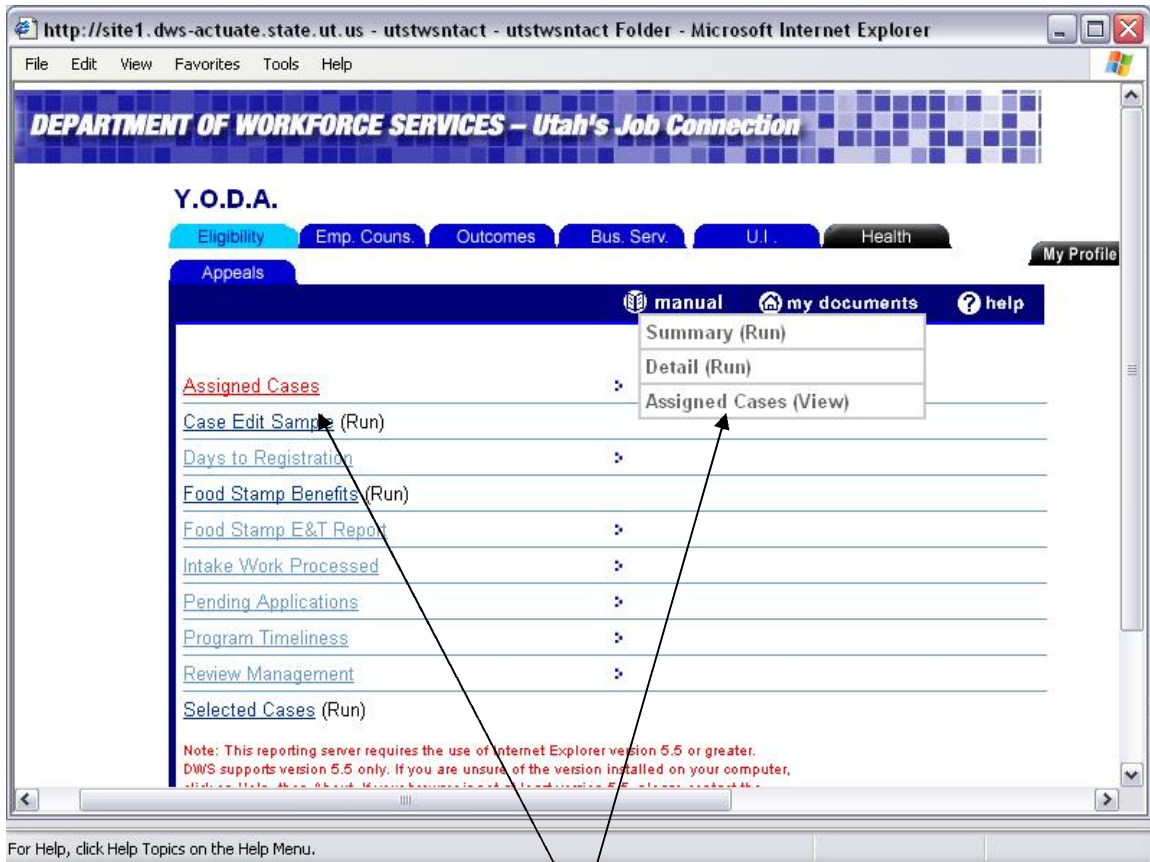 http://site1.dws-actuate.state.ut.us - utstwsntact - utstwsntact Folder - Microsoft Internet Explorer
File Edit View Favorites Tools Help
DEPARTMENT OF WORKFORCE SERVICES – Utah's Job Connection
Y.O.D.A.
Eligibility Emp. Couns. Outcomes Bus. Serv. U.I. Health
My Profile
Appeals
manual my documents help
Summary (Run)
Detail (Run)
Assigned Cases (View)
Assigned Cases
Case Edit Sample (Run)
Days to Registration
Food Stamp Benefits (Run)
Food Stamp E&T Report
Intake Work Processed
Pending Applications
Program Timeliness
Review Management
Selected Cases (Run)
Note: This reporting server requires the use of Internet Explorer version 5.5 or greater.
DWS supports version 5.5 only. If you are unsure of the version installed on your computer,
For Help, click Help Topics on the Help Menu.